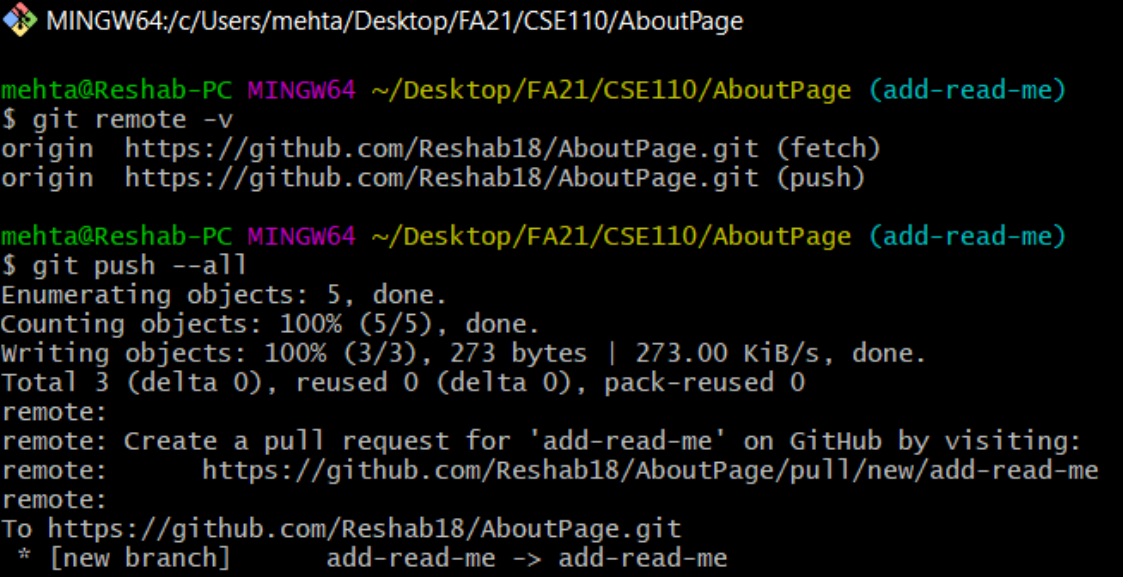 MINGW64:/c/Users/mehta/Desktop/FA21/CSE110/AboutPage
mehta@Reshab-PC MINGW64 ~/Desktop/FA21/CSE110/AboutPage (add-read-me)
$ git remote -v
origin  https://github.com/Reshab18/AboutPage.git (fetch)
origin  https://github.com/Reshab18/AboutPage.git (push)
mehta@Reshab-PC MINGW64 ~/Desktop/FA21/CSE110/AboutPage (add-read-me)
$ git push --all
Enumerating objects: 5, done.
Counting objects: 100% (5/5), done.
Writing objects: 100% (3/3), 273 bytes | 273.00 KiB/s, done.
Total 3 (delta 0), reused 0 (delta 0), pack-reused 0
remote:
remote: Create a pull request for 'add-read-me' on GitHub by visiting:
remote:      https://github.com/Reshab18/AboutPage/pull/new/add-read-me
remote:
To https://github.com/Reshab18/AboutPage.git
 * [new branch]      add-read-me -> add-read-me